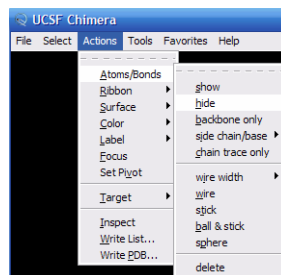 UCSF Chimera
File Select Actions Tools Favorites Help
Atoms/Bonds
Ribbon
Surface
Color
Label
Focus
Set Pivot
Target
Inspect
Write List...
Write PDB...
show
hide
backbone only
side chain/base
chain trace only
wire width
wire
stick
ball & stick
sphere
delete